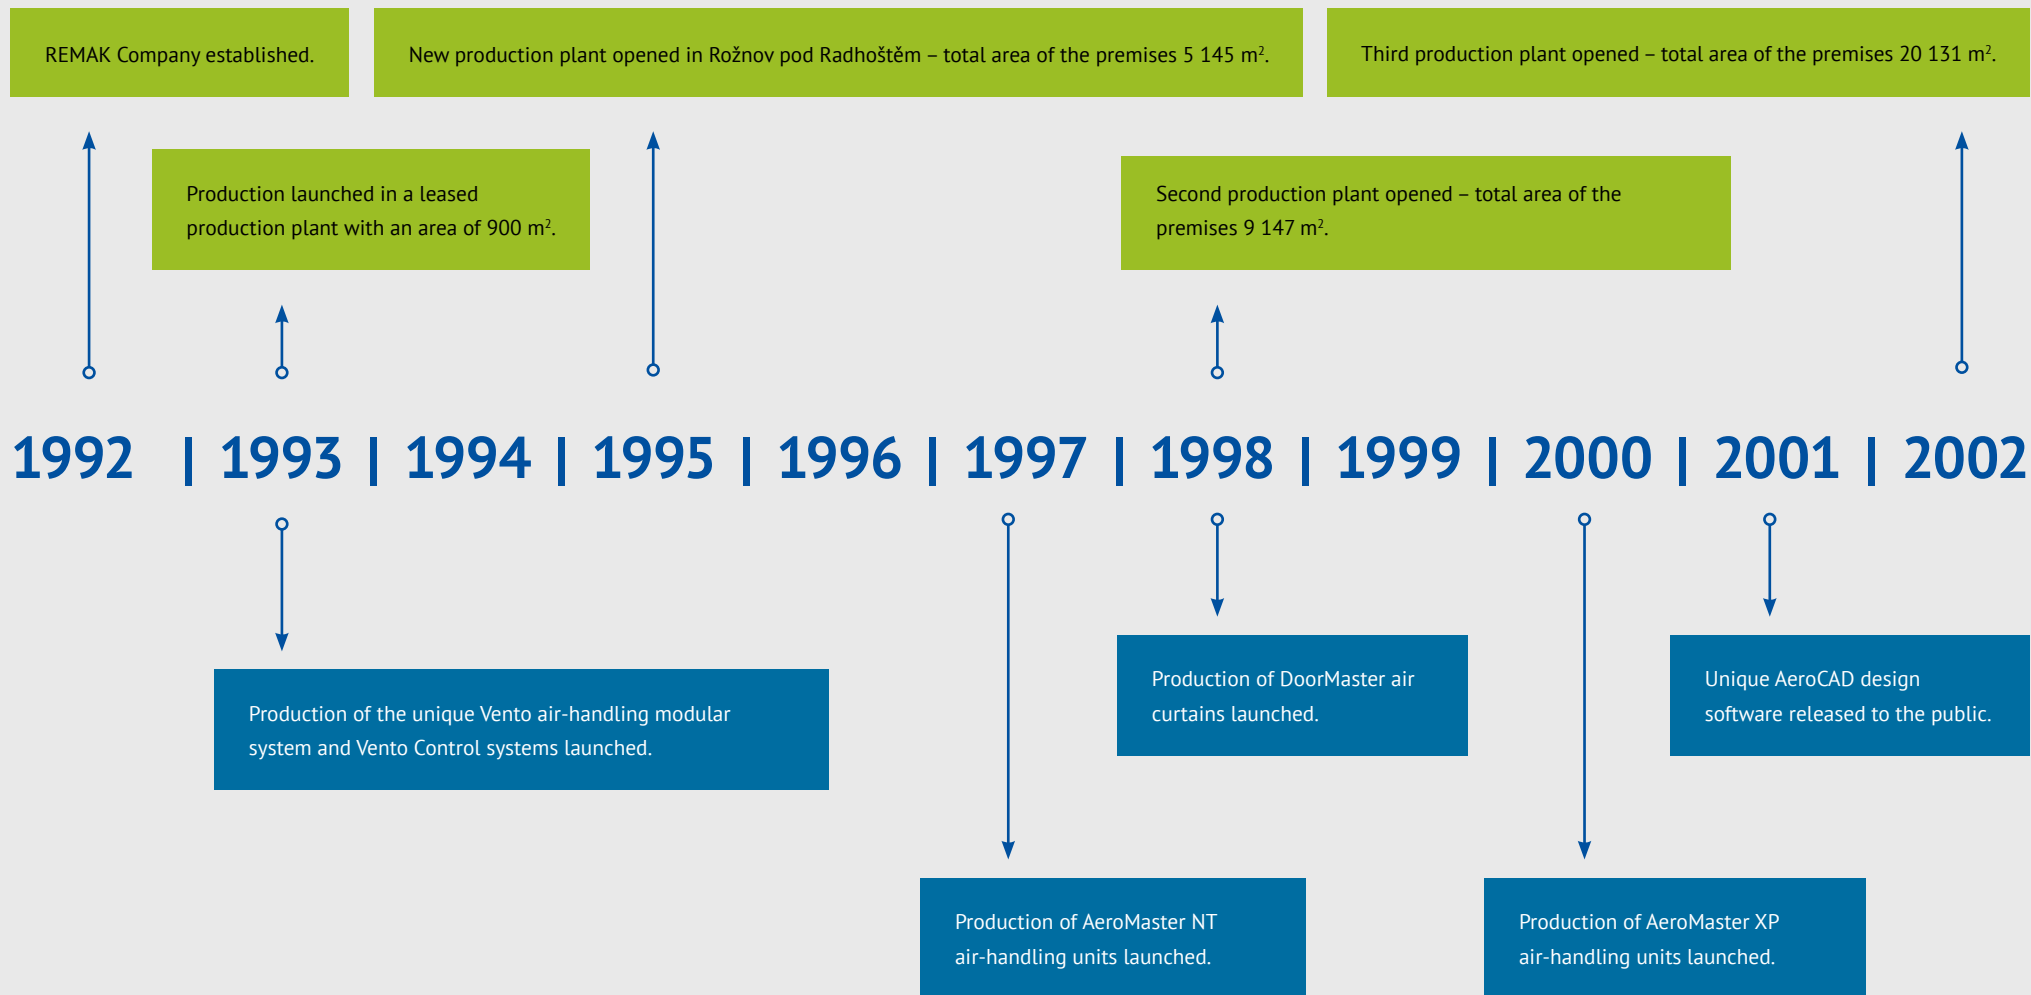 REMAK Company established.
New production plant opened in Rožnov pod Radhoštěm – total area of the premises 5 145 m².
Third production plant opened – total area of the premises 20 131 m².
Production launched in a leased
production plant with an area of 900 m².
Second production plant opened – total area of the
premises 9 147 m².
1992 | 1993 | 1994 | 1995 | 1996 | 1997 | 1998 | 1999 | 2000 | 2001 | 2002
Production of the unique Vento air-handling modular
system and Vento Control systems launched.
Production of DoorMaster air
curtains launched.
Unique AeroCAD design
software released to the public.
Production of AeroMaster NT
air-handling units launched.
Production of AeroMaster XP
air-handling units launched.